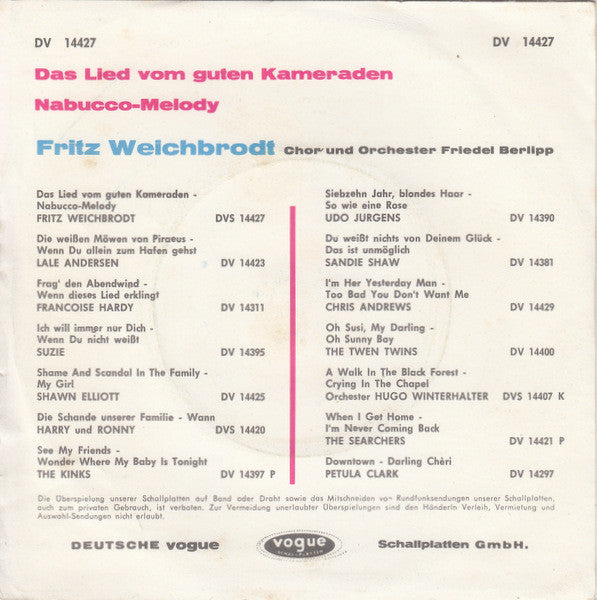 DV 14427
DV 14427
Das Lied vom guten Kameraden
Nabucco-Melody
Fritz Weichbrodt Chor und Orchester Friedel Berlipp
Das Lied vom guten Kameraden -
Nabucco-Melody
FRITZ WEICHBRODT DVS 14427
Die weißen Möwen von Piraeus -
Wenn Du allein zum Hafen gehst
LALE ANDERSEN DV 14423
Frag' den Abendwind -
Wenn dieses Lied erklingt
FRANCOISE HARDY DV 14311
Ich will immer nur Dich -
Wenn Du nicht weißt
SUZIE DV 14395
Shame And Scandal In The Family -
My Girl
SHAWN ELLIOTT DV 14425
Die Schande unserer Familie - Wann
HARRY und RONNY DVS 14420
See My Friends -
Wonder Where My Baby Is Tonight
THE KINKS DV 14397 P
Siebzehn Jahr, blondes Haar -
So wie eine Rose
UDO JURGENS DV 14390
Du weißt nichts von Deinem Glück -
Das ist unmöglich
SANDIE SHAW DV 14381
I'm Her Yesterday Man -
Too Bad You Don't Want Me
CHRIS ANDREWS DV 14429
Oh Susi, My Darling -
Oh Sunny Bay
THE TWEN TWINS DV 14400
A Walk In The Black Forest -
Crying In The Chapel
Orchester HUGO WINTERHALTER DVS 14407 K
When I Get Home -
I'm Never Coming Back
THE SEARCHERS DV 14421 P
Downtown - Darling Chèri
PETULA CLARK DV 14297
Die Überspielung unserer Schallplatten auf Band oder Draht sowie das Mitschneiden von Rundfunksendungen unserer Schallplatten,
auch zum privaten Gebrauch, ist verboten. Zur Vermeidung unerlaubter Überspielungen sind den Händlern Verleih, Vermietung und
Auswahl-Sendungen nicht erlaubt.
DEUTSCHE vogue vogue Schallplatten GmbH.
SCHALLPLATTEN